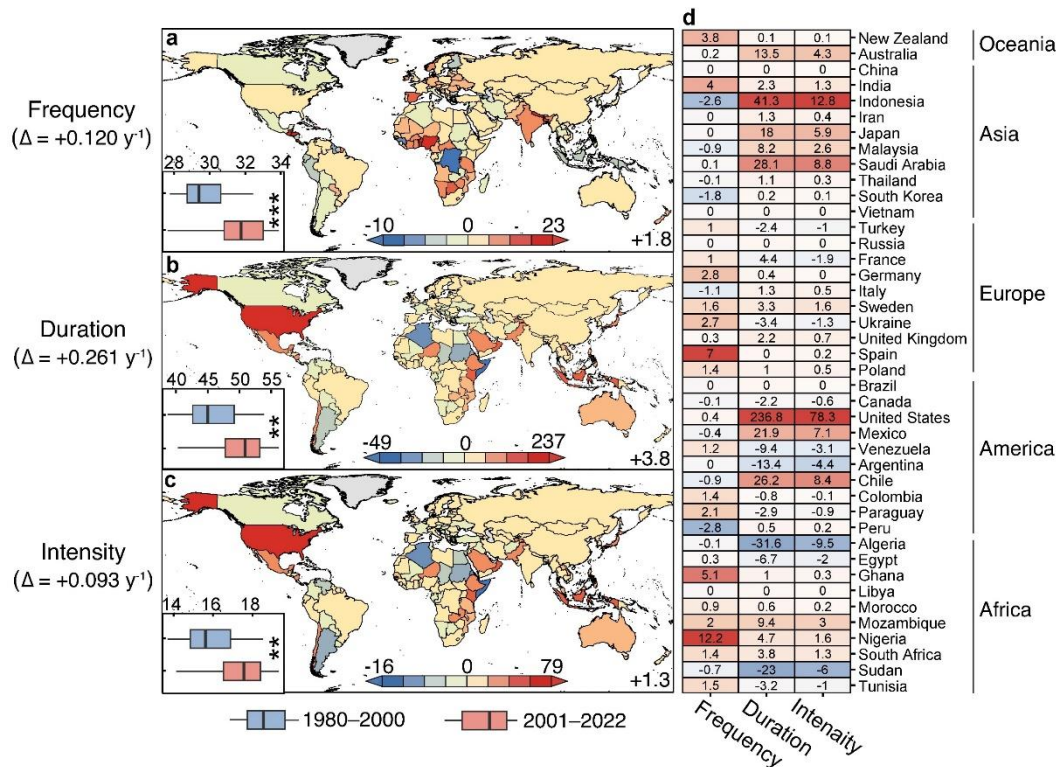 a
Frequency
(Δ = +0.120 y⁻¹)
28 30 32 34
***
-10 0 23
+1.8
b
Duration
(Δ = +0.261 y⁻¹)
40 45 50 55
**
-49 0 237
+3.8
c
Intensity
(Δ = +0.093 y⁻¹)
14 16 18
**
-16 0 79
+1.3
1980–2000 2001–2022
d
3.8 0.1 0.1 New Zealand
0.2 13.5 4.3 Australia
Oceania
0 0 0 China
4 2.3 1.3 India
-2.6 41.3 12.8 Indonesia
0 1.3 0.4 Iran
0 18 5.9 Japan
-0.9 8.2 2.6 Malaysia
0.1 28.1 8.8 Saudi Arabia
-0.1 1.1 0.3 Thailand
-1.8 0.2 0.1 South Korea
0 0 0 Vietnam
Asia
1 -2.4 -1 Turkey
0 0 0 Russia
1 -4.4 -1.9 France
2.8 0.4 0 Germany
-1.1 1.3 0.5 Italy
1.6 3.3 1.6 Sweden
2.7 -3.4 -1.3 Ukraine
0.3 2.2 0.7 United Kingdom
7 0 0.2 Spain
1.4 1 0.5 Poland
Europe
0 0 0 Brazil
-0.1 -2.2 -0.6 Canada
0.4 236.8 78.3 United States
-0.4 21.9 7.1 Mexico
1.2 -9.4 -3.1 Venezuela
0 -13.4 -4.4 Argentina
-0.9 26.2 8.4 Chile
1.4 -0.8 -0.1 Colombia
2.1 -2.9 -0.9 Paraguay
-2.8 0.5 0.2 Peru
America
-0.1 -31.6 -9.5 Algeria
0.3 -6.7 -2 Egypt
5.1 1 0.3 Ghana
0 0 0 Libya
0.9 0.6 0.2 Morocco
2 9.4 3 Mozambique
12.2 4.7 1.6 Nigeria
1.4 3.8 1.3 South Africa
-0.7 -23 -6 Sudan
1.5 -3.2 -1 Tunisia
Africa
Frequency Duration Intenaity